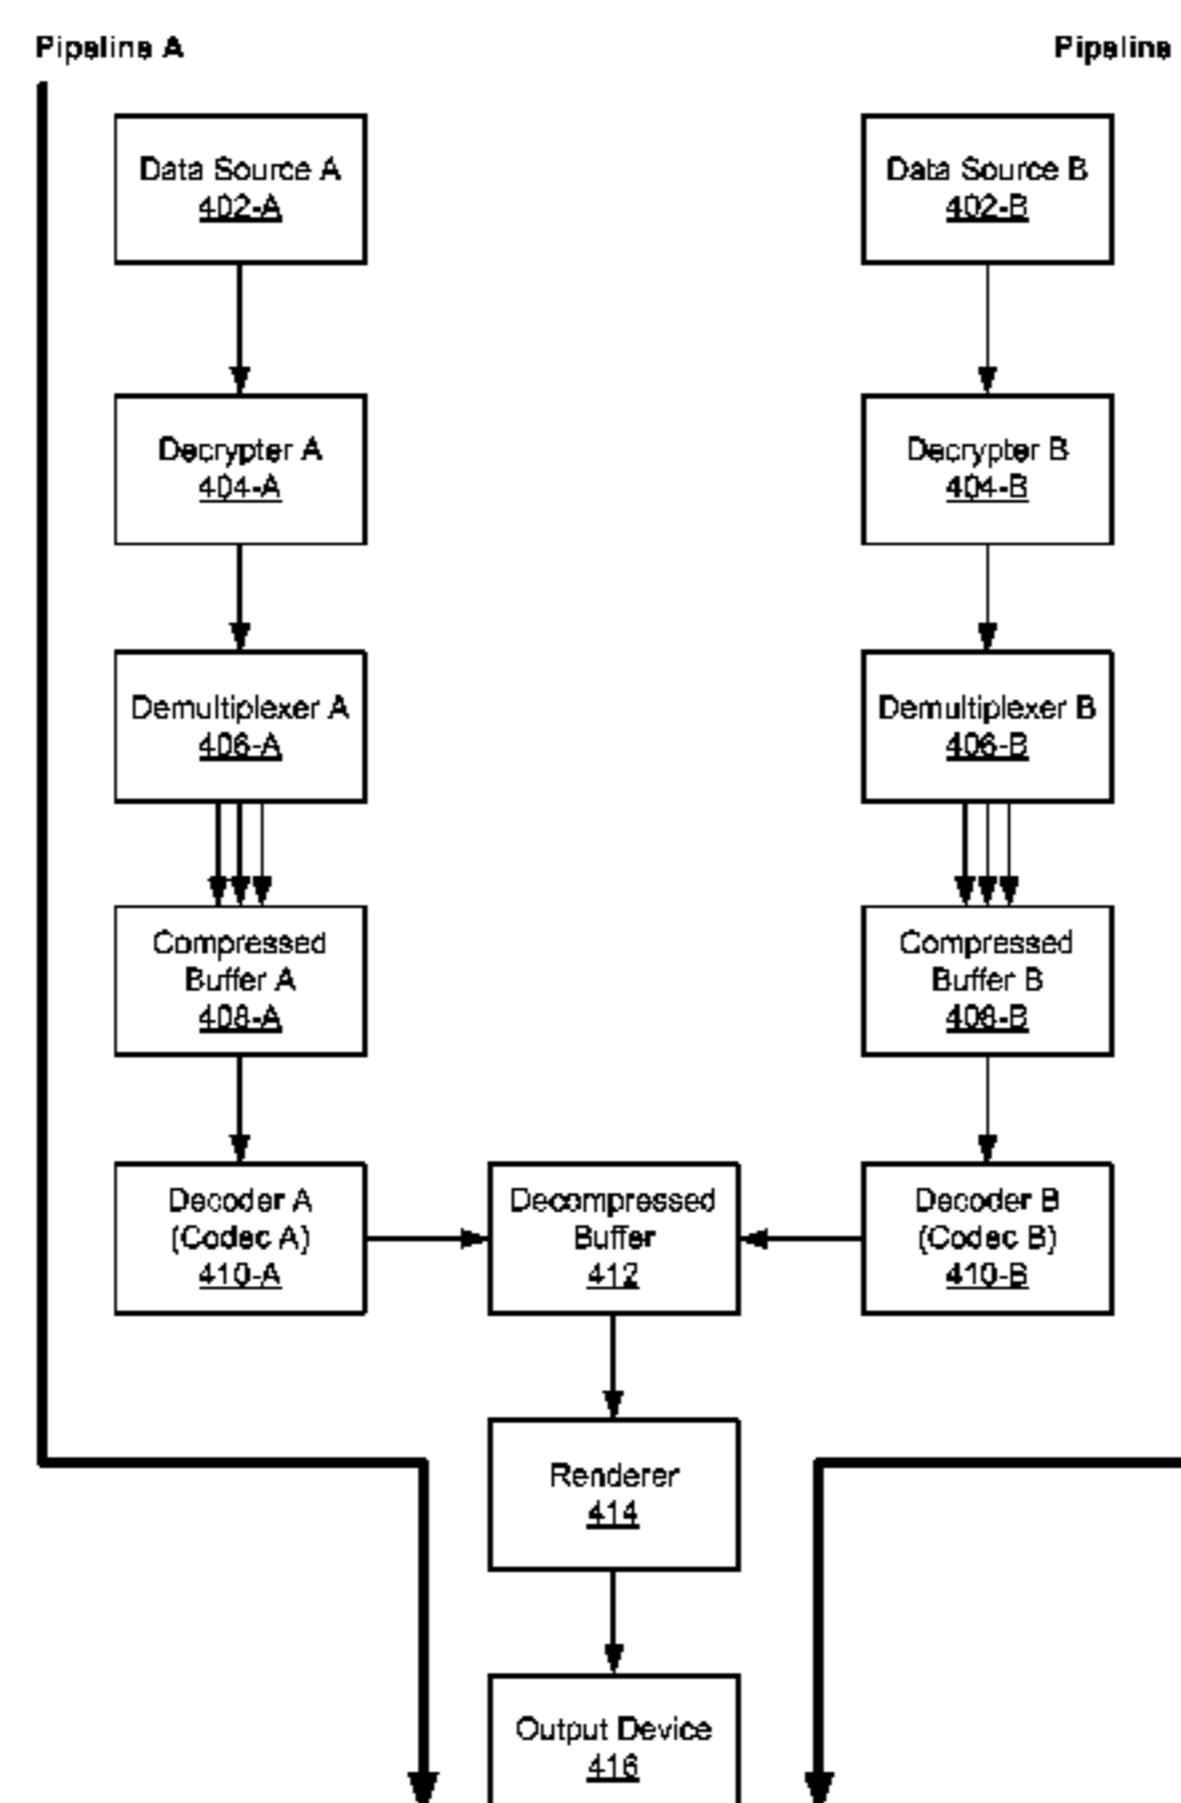 Pipeline A
Pipeline
Data Source A
402-A
Data Source B
402-B
Decrypter A
404-A
Decrypter B
404-B
Demultiplexer A
406-A
Demultiplexer B
406-B
Compressed
Buffer A
408-A
Compressed
Buffer B
408-B
Decoder A
(Codec A)
410-A
Decompressed
Buffer
412
Decoder B
(Codec B)
410-B
Renderer
414
Output Device
416